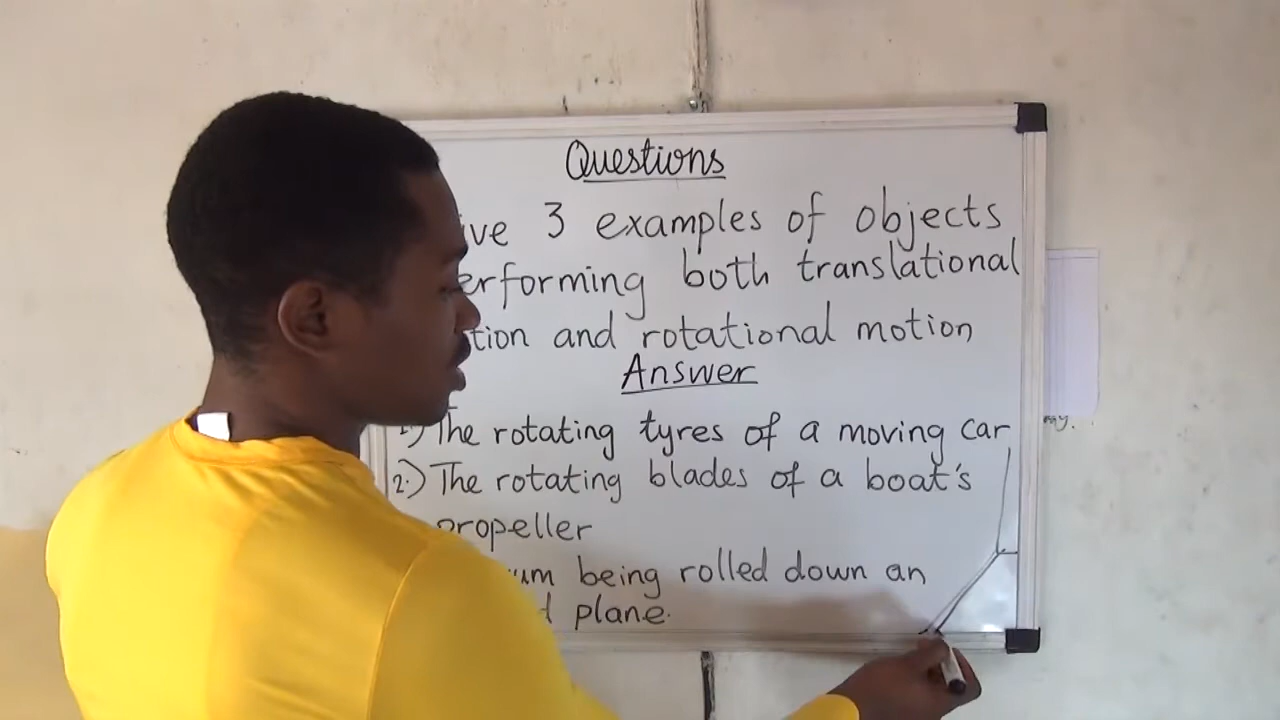 Questions
ive 3 examples of objects
erforming both translational
tion and rotational motion
Answer
1.) The rotating tyres of a moving car
2.) The rotating blades of a boat's
propeller
um being rolled down an
plane.